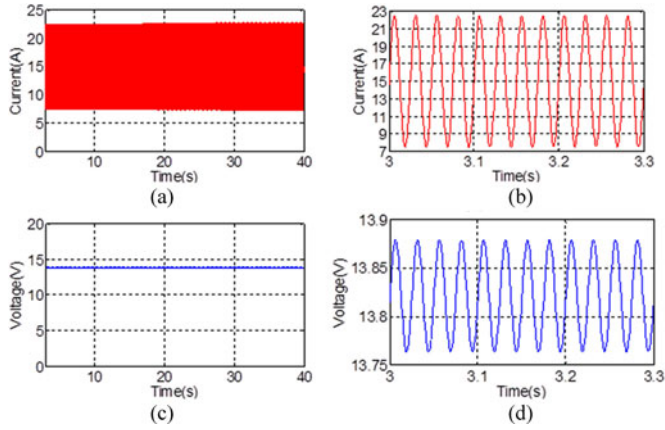 25
20
15
10
5
0
Current(A)
10 20 30 40
Time(s)
(a)
23
21
19
17
15
13
11
9
7
Current(A)
3 3.1 3.2 3.3
Time(s)
(b)
20
15
10
5
0
Voltage(V)
10 20 30 40
Time(s)
(c)
13.9
13.85
13.8
13.75
Voltage(V)
3 3.1 3.2 3.3
Time(s)
(d)